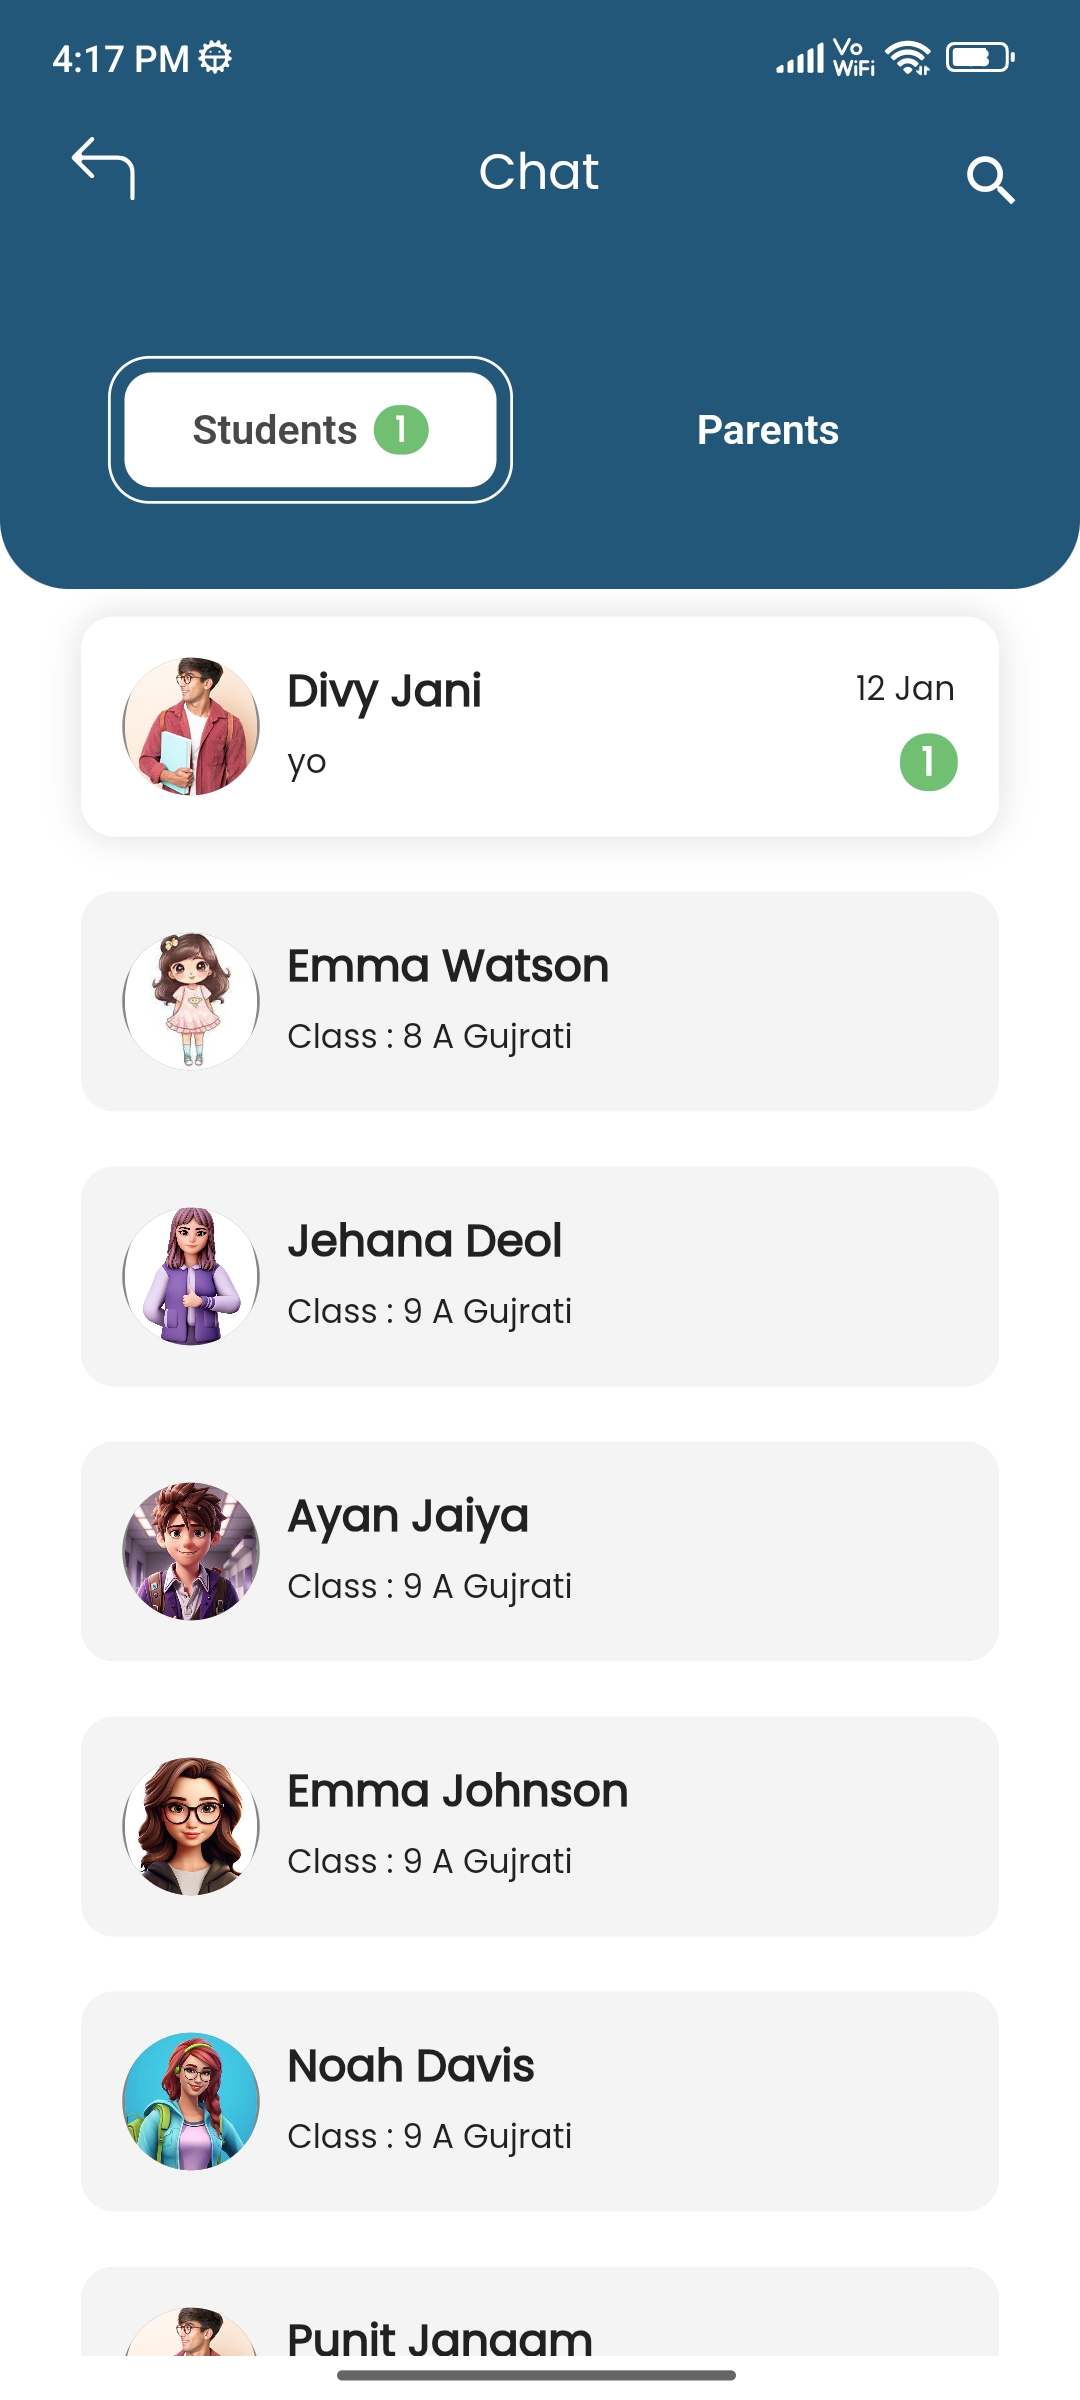 4:17 PM
Vo
WiFi
Chat
Students 1
Parents
Divy Jani
12 Jan
yo
1
Emma Watson
Class : 8 A Gujrati
Jehana Deol
Class : 9 A Gujrati
Ayan Jaiya
Class : 9 A Gujrati
Emma Johnson
Class : 9 A Gujrati
Noah Davis
Class : 9 A Gujrati
Punit